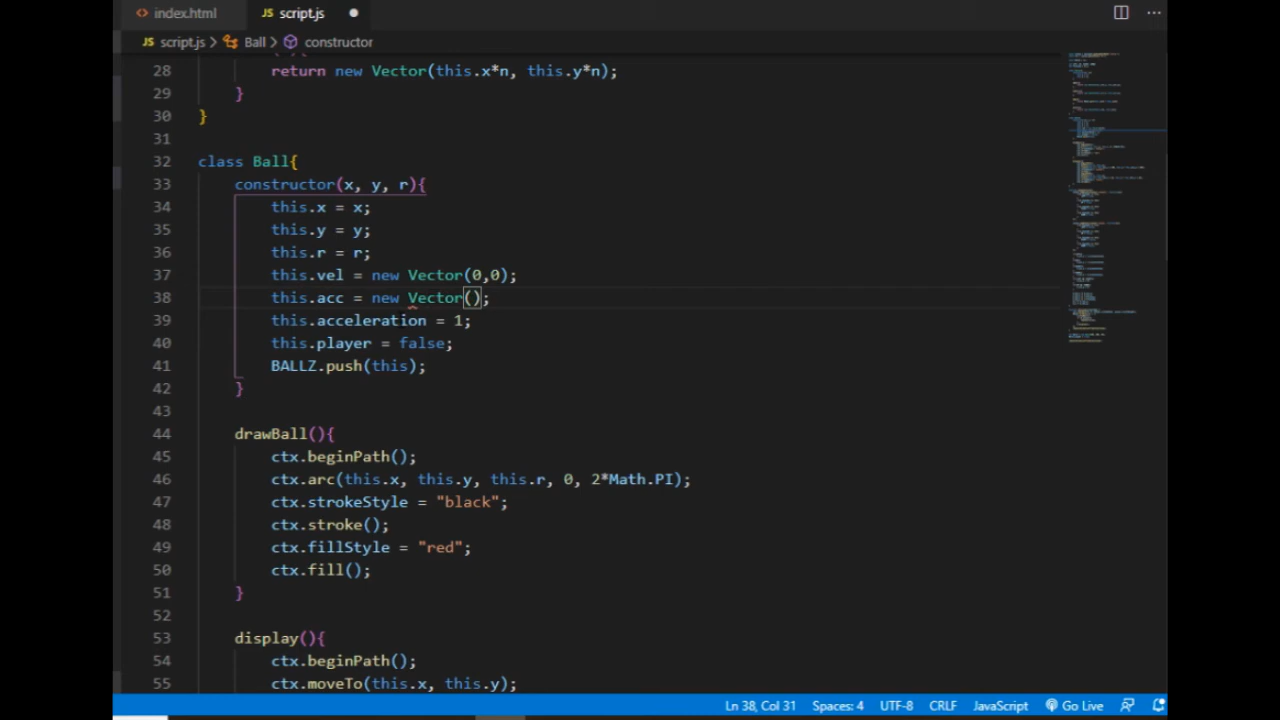 index.html JS script.js
JS script.js > Ball > constructor
28 return new Vector(this.x*n, this.y*n);
29 }
30 }
31
32 class Ball{
33 constructor(x, y, r){
34 this.x = x;
35 this.y = y;
36 this.r = r;
37 this.vel = new Vector(0,0);
38 this.acc = new Vector();
39 this.acceleration = 1;
40 this.player = false;
41 BALLZ.push(this);
42 }
43
44 drawBall(){
45 ctx.beginPath();
46 ctx.arc(this.x, this.y, this.r, 0, 2*Math.PI);
47 ctx.strokeStyle = "black";
48 ctx.stroke();
49 ctx.fillStyle = "red";
50 ctx.fill();
51 }
52
53 display(){
54 ctx.beginPath();
55 ctx.moveTo(this.x, this.y);
Ln 38, Col 31 Spaces: 4 UTF-8 CRLF JavaScript Go Live